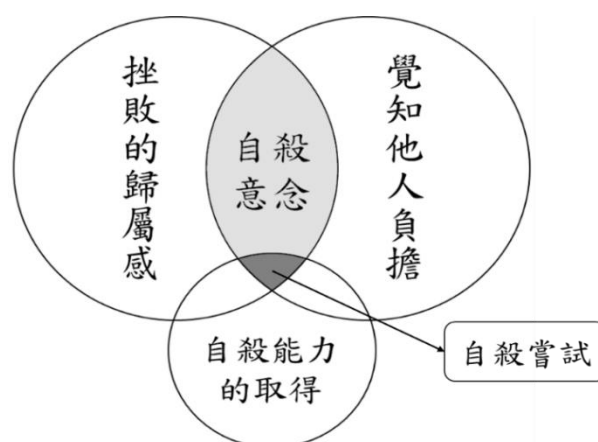 挫敗的歸屬感
自殺
意念
覺知他人負擔
自殺能力
的取得
自殺嘗試